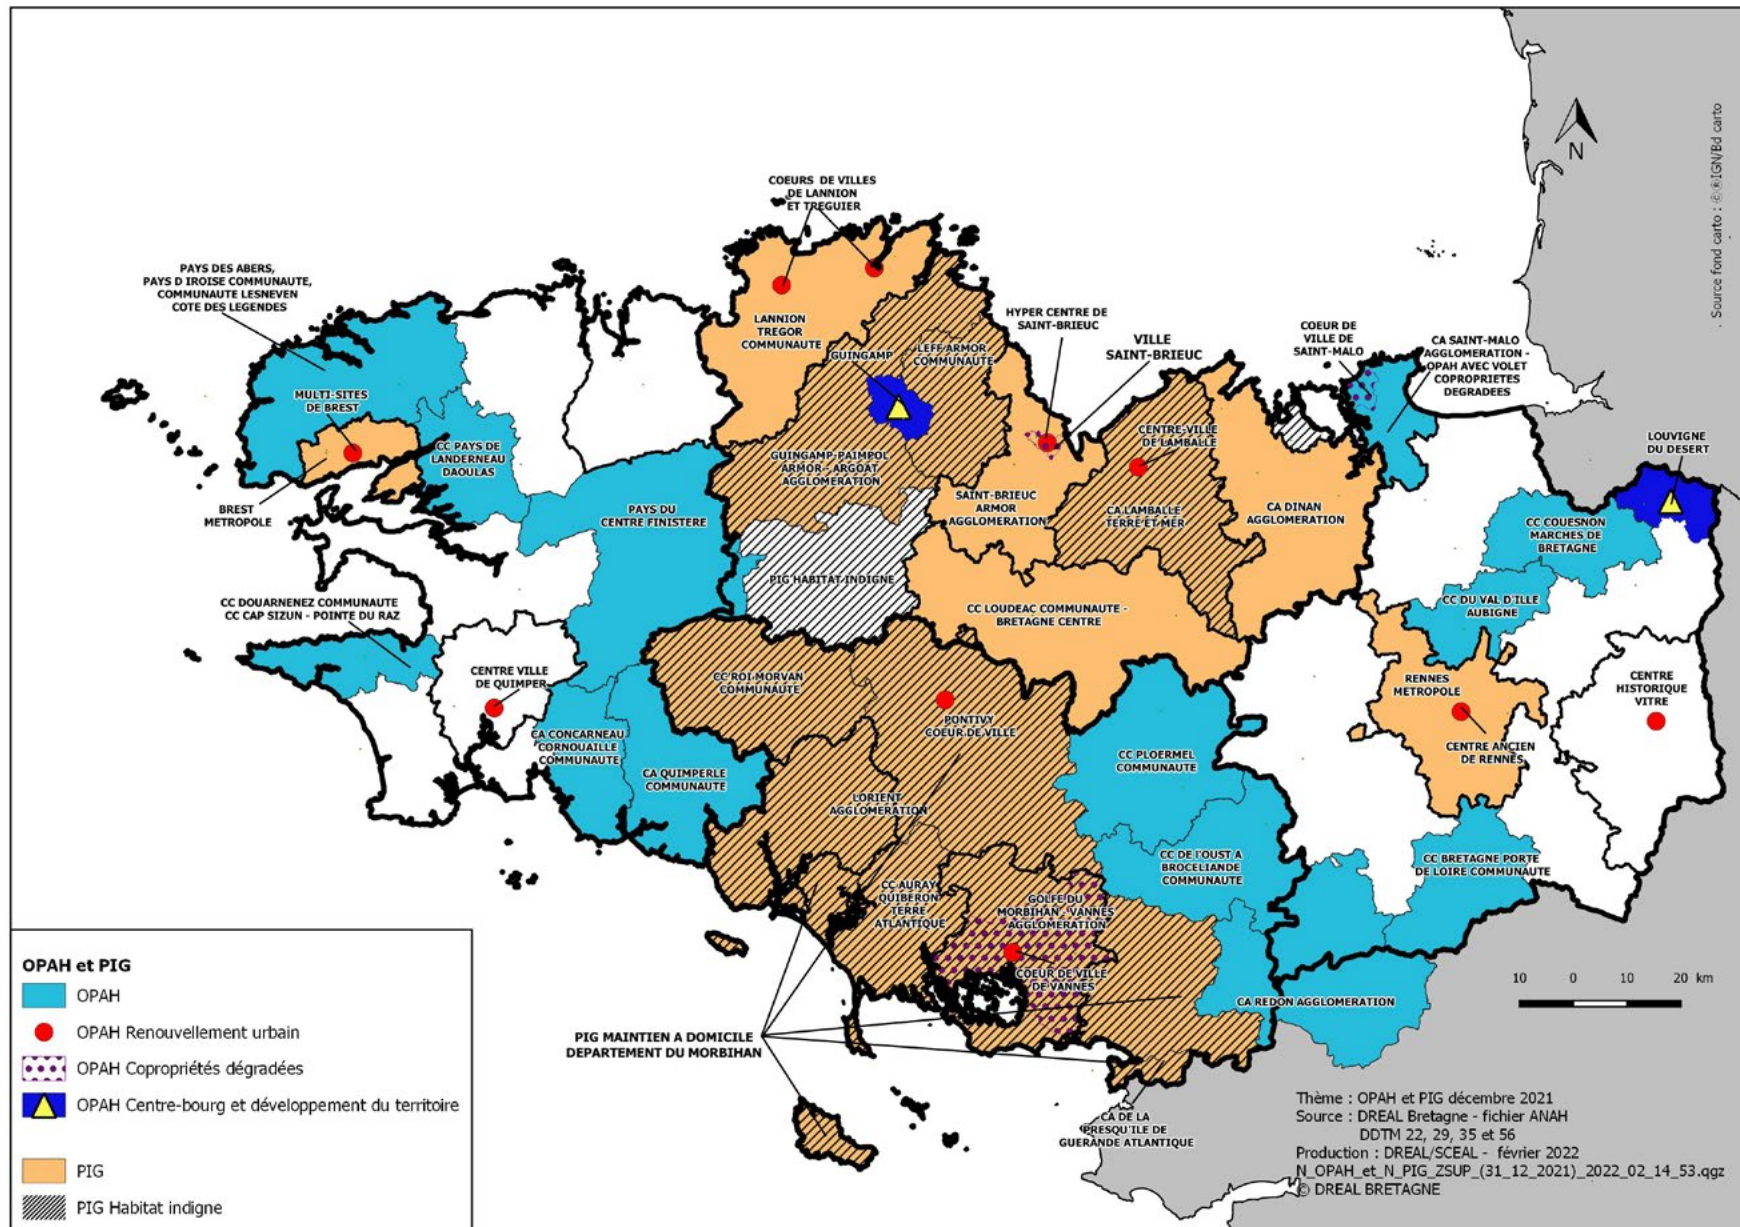 . Source fond carto : ©®IGN/Bd carto
N
COEURS DE VILLES
DE LANNION
ET TREGUIER
PAYS DES ABERS,
PAYS D IROISE COMMUNAUTE,
COMMUNAUTE LESNEVEN
COTE DES LEGENDES
LANNION
TREGOR
COMMUNAUTE
GUINGAMP
LEFF ARMOR
COMMUNAUTE
HYPER CENTRE DE
SAINT-BRIEUC
VILLE
SAINT-BRIEUC
COEUR DE
VILLE DE
SAINT-MALO
CA SAINT-MALO
AGGLOMERATION -
OPAH AVEC VOLET
COPROPRIETES
DEGRADEES
LOUVIGNE
DU DESERT
MULTI-SITES
DE BREST
CC PAYS DE
LANDERNEAU
DAOULAS
BREST
METROPOLE
GUINGAMP-PAIMPOL
ARMOR - ARGOAT
AGGLOMERATION
CENTRE-VILLE
DE LAMBALLE
SAINT-BRIEUC
ARMOR
AGGLOMERATION
CA LAMBALLE
TERRE ET MER
CA DINAN
AGGLOMERATION
CC COUESNON
MARCHES DE
BRETAGNE
PAYS DU
CENTRE FINISTERE
PIG HABITAT INDIGNE
CC DOUARNENEZ COMMUNAUTE
CC CAP SIZUN - POINTE DU RAZ
CC LOUDEAC COMMUNAUTE -
BRETAGNE CENTRE
CC DU VAL D'ILLE
AUBIGNE
CENTRE VILLE
DE QUIMPER
CC ROI MORVAN
COMMUNAUTE
RENNES
METROPOLE
CENTRE
HISTORIQUE
VITRE
PONTIVY
COEUR DE VILLE
CA CONCARNEAU
CORNOUAILLE
COMMUNAUTE
CENTRE ANCIEN
DE RENNES
CA QUIMPERLE
COMMUNAUTE
CC PLOERMEL
COMMUNAUTE
LORIENT
AGGLOMERATION
CC DE l'OUST A
BROCELIANDE
COMMUNAUTE
CC BRETAGNE PORTE
DE LOIRE COMMUNAUTE
CC AURAY
QUIBERON
TERRE
ATLANTIQUE
GOLFE DU
MORBIHAN - VANNES
AGGLOMERATION
COEUR DE VILLE
DE VANNES
CA REDON AGGLOMERATION
PIG MAINTIEN A DOMICILE
DEPARTEMENT DU MORBIHAN
CA DE LA
PRESQU'ILE DE
GUERANDE ATLANTIQUE
10 0 10 20 km
OPAH et PIG
OPAH
OPAH Renouvellement urbain
OPAH Copropriétés dégradées
OPAH Centre-bourg et développement du territoire
PIG
PIG Habitat indigne
Thème : OPAH et PIG décembre 2021
Source : DREAL Bretagne - fichier ANAH
DDTM 22, 29, 35 et 56
Production : DREAL/SCEAL - février 2022
N_OPAH_et_N_PIG_ZSUP_(31_12_2021)_2022_02_14_53.qgz
© DREAL BRETAGNE